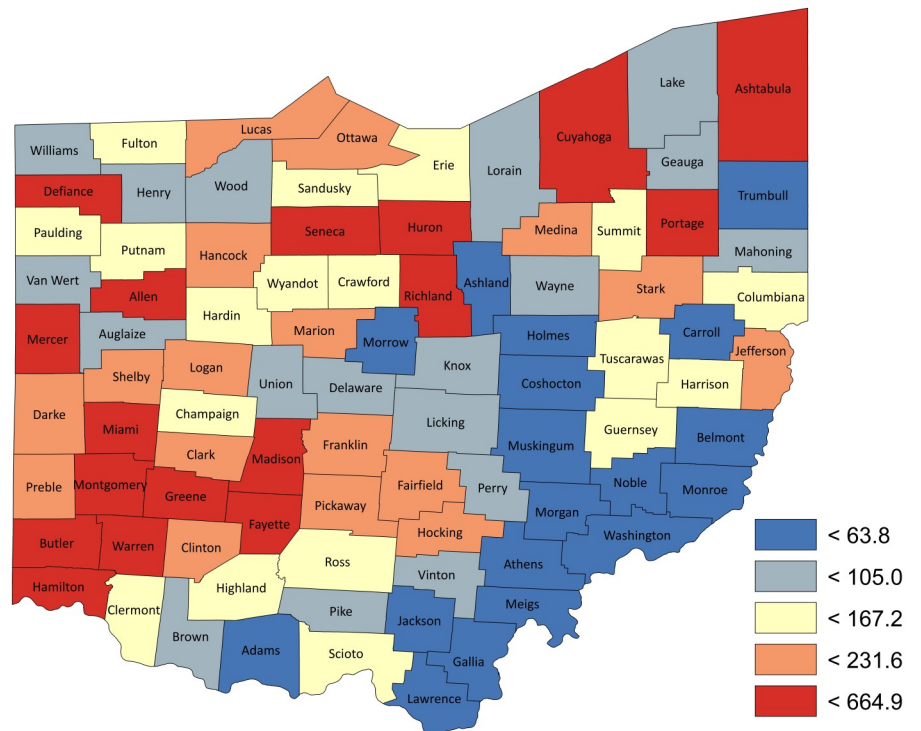 Lake
Ashtabula
Cuyahoga
Lucas
Ottawa
Fulton
Williams
Erie
Geauga
Lorain
Wood
Henry
Defiance
Sandusky
Trumbull
Portage
Huron
Seneca
Medina
Summit
Paulding
Putnam
Mahoning
Hancock
Van Wert
Wyandot
Crawford
Ashland
Wayne
Stark
Allen
Richland
Columbiana
Hardin
Marion
Mercer
Auglaize
Morrow
Holmes
Carroll
Tuscarawas
Jefferson
Logan
Knox
Shelby
Union
Delaware
Coshocton
Harrison
Darke
Champaign
Licking
Miami
Guernsey
Belmont
Franklin
Muskingum
Clark
Madison
Noble
Monroe
Preble
Montgomery
Fairfield
Perry
Greene
Pickaway
Morgan
Fayette
Hocking
Washington
Butler
Warren
Clinton
Ross
Athens
Vinton
Hamilton
Highland
Clermont
Pike
Meigs
Jackson
Brown
Adams
Scioto
Gallia
Lawrence
< 63.8
< 105.0
< 167.2
< 231.6
< 664.9